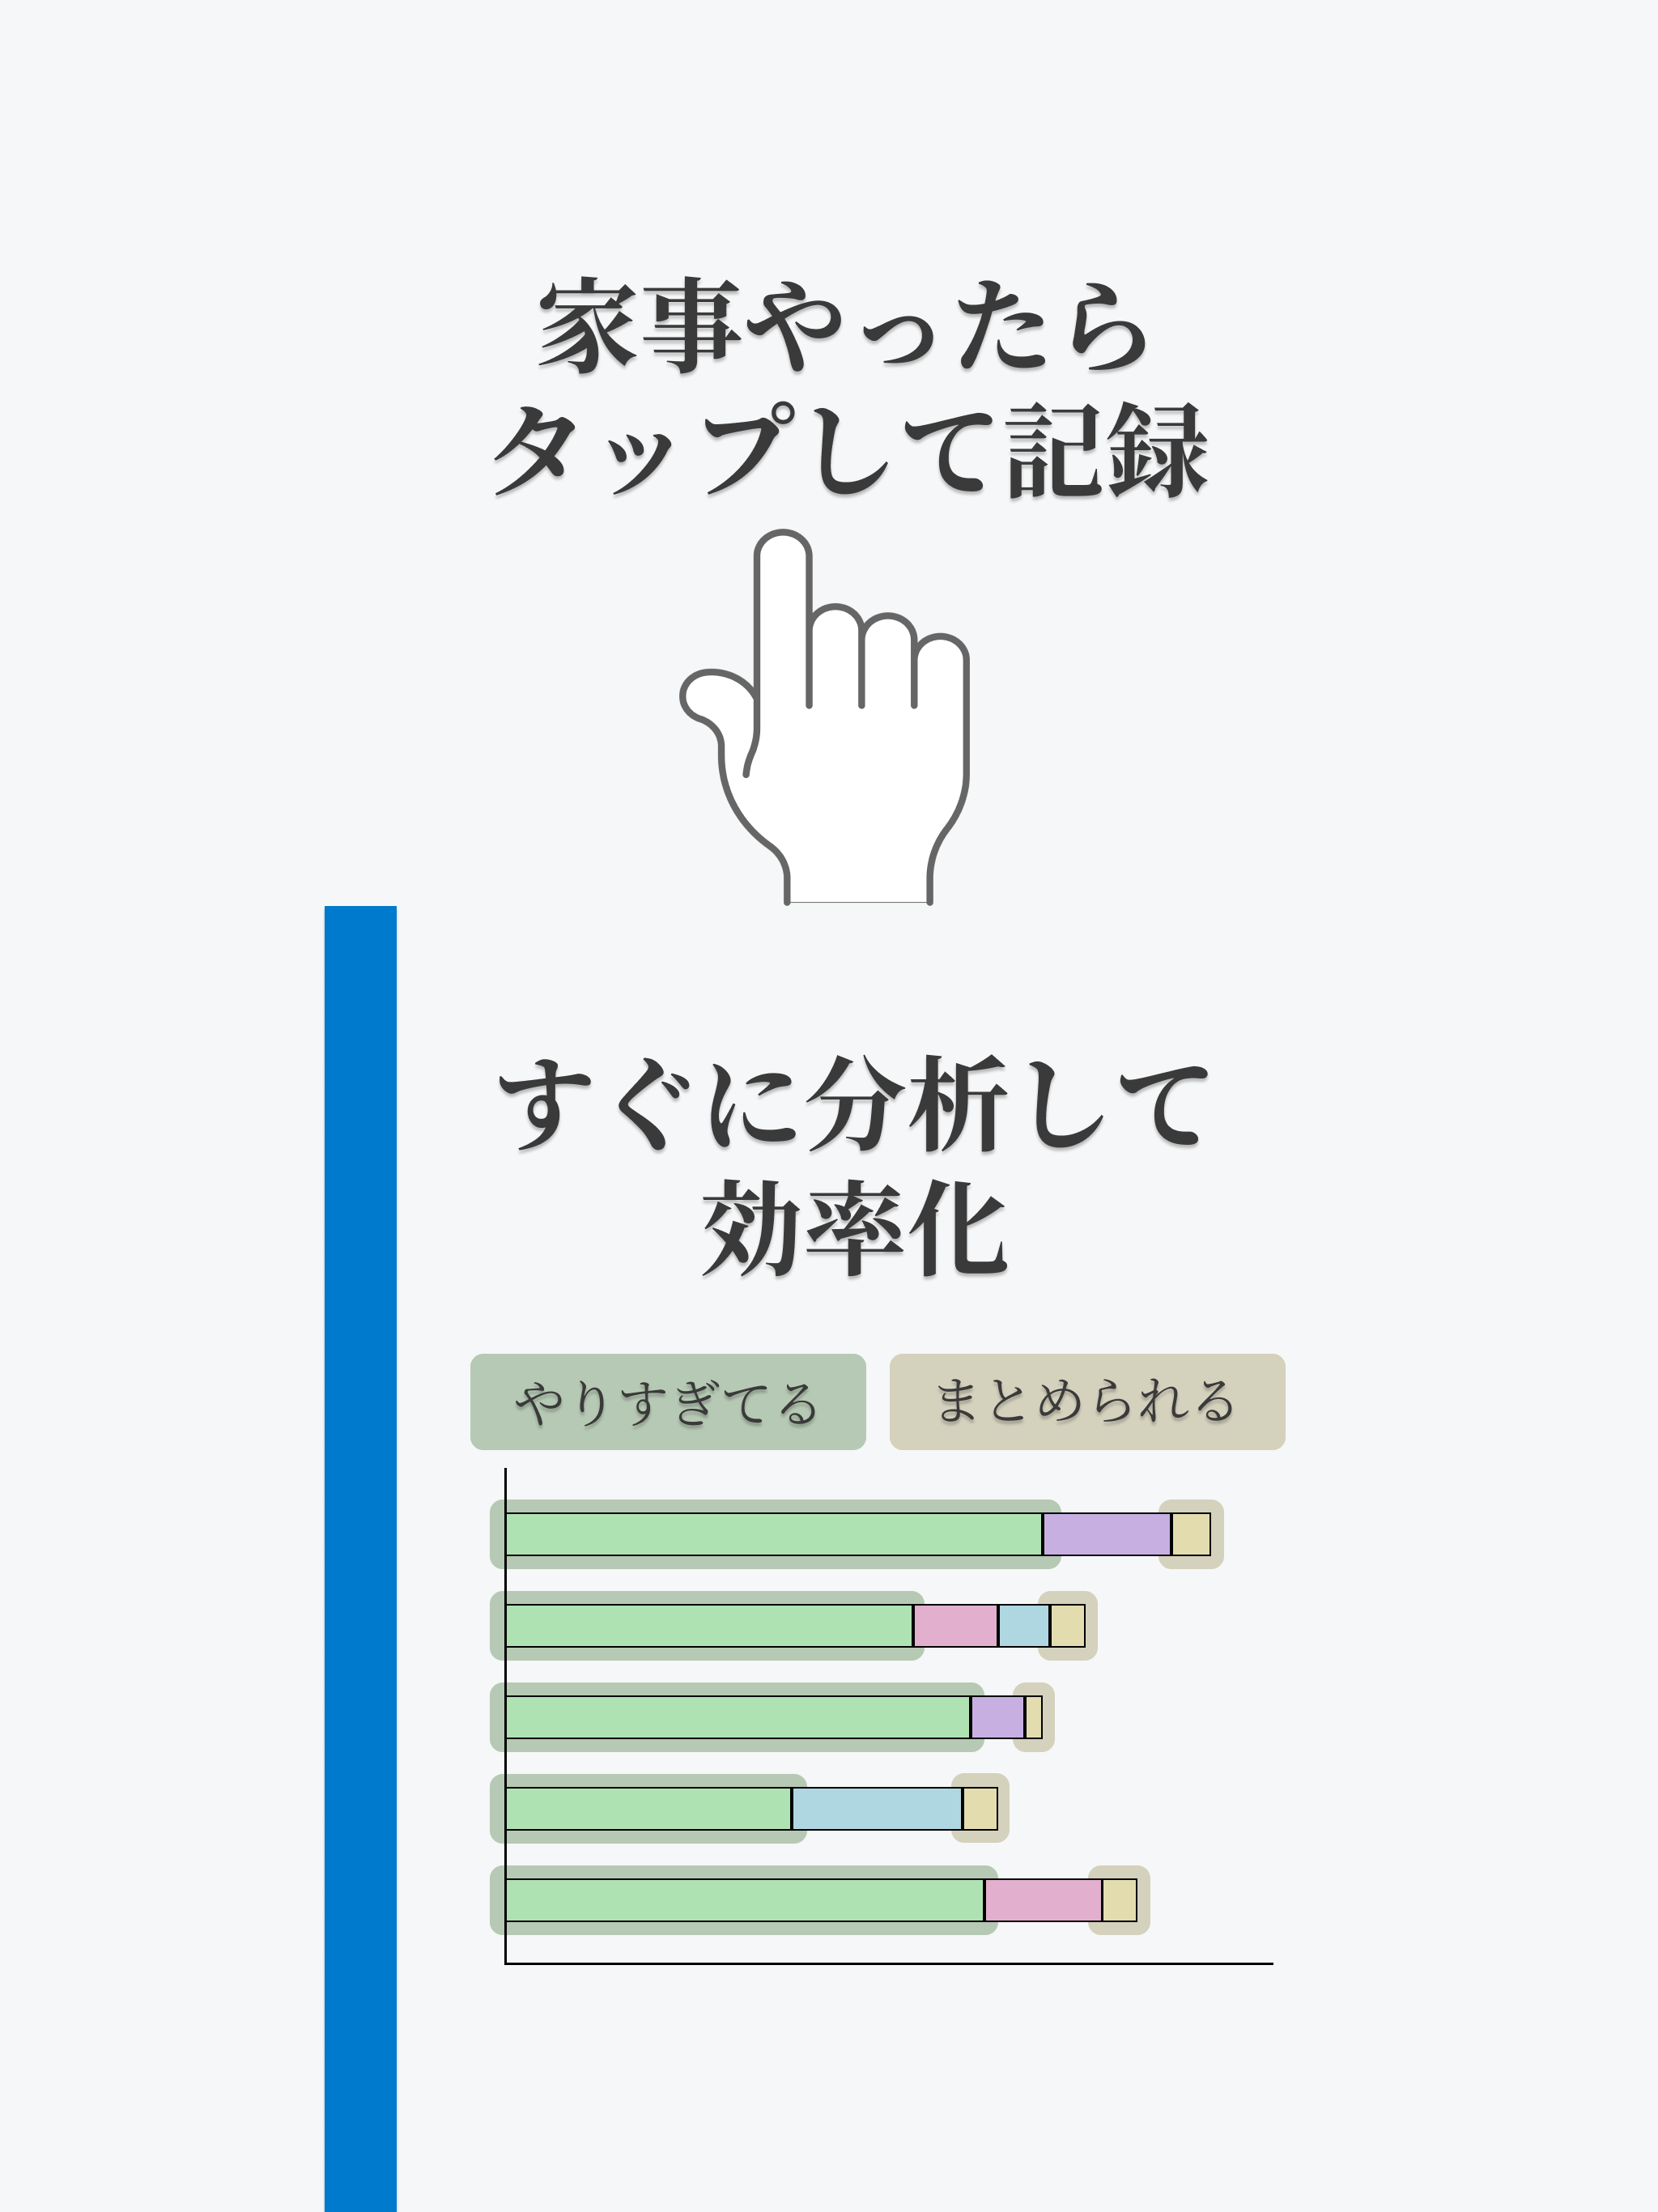 家事やったら
タップして記録
すぐに分析して
効率化
やりすぎてる
まとめられる